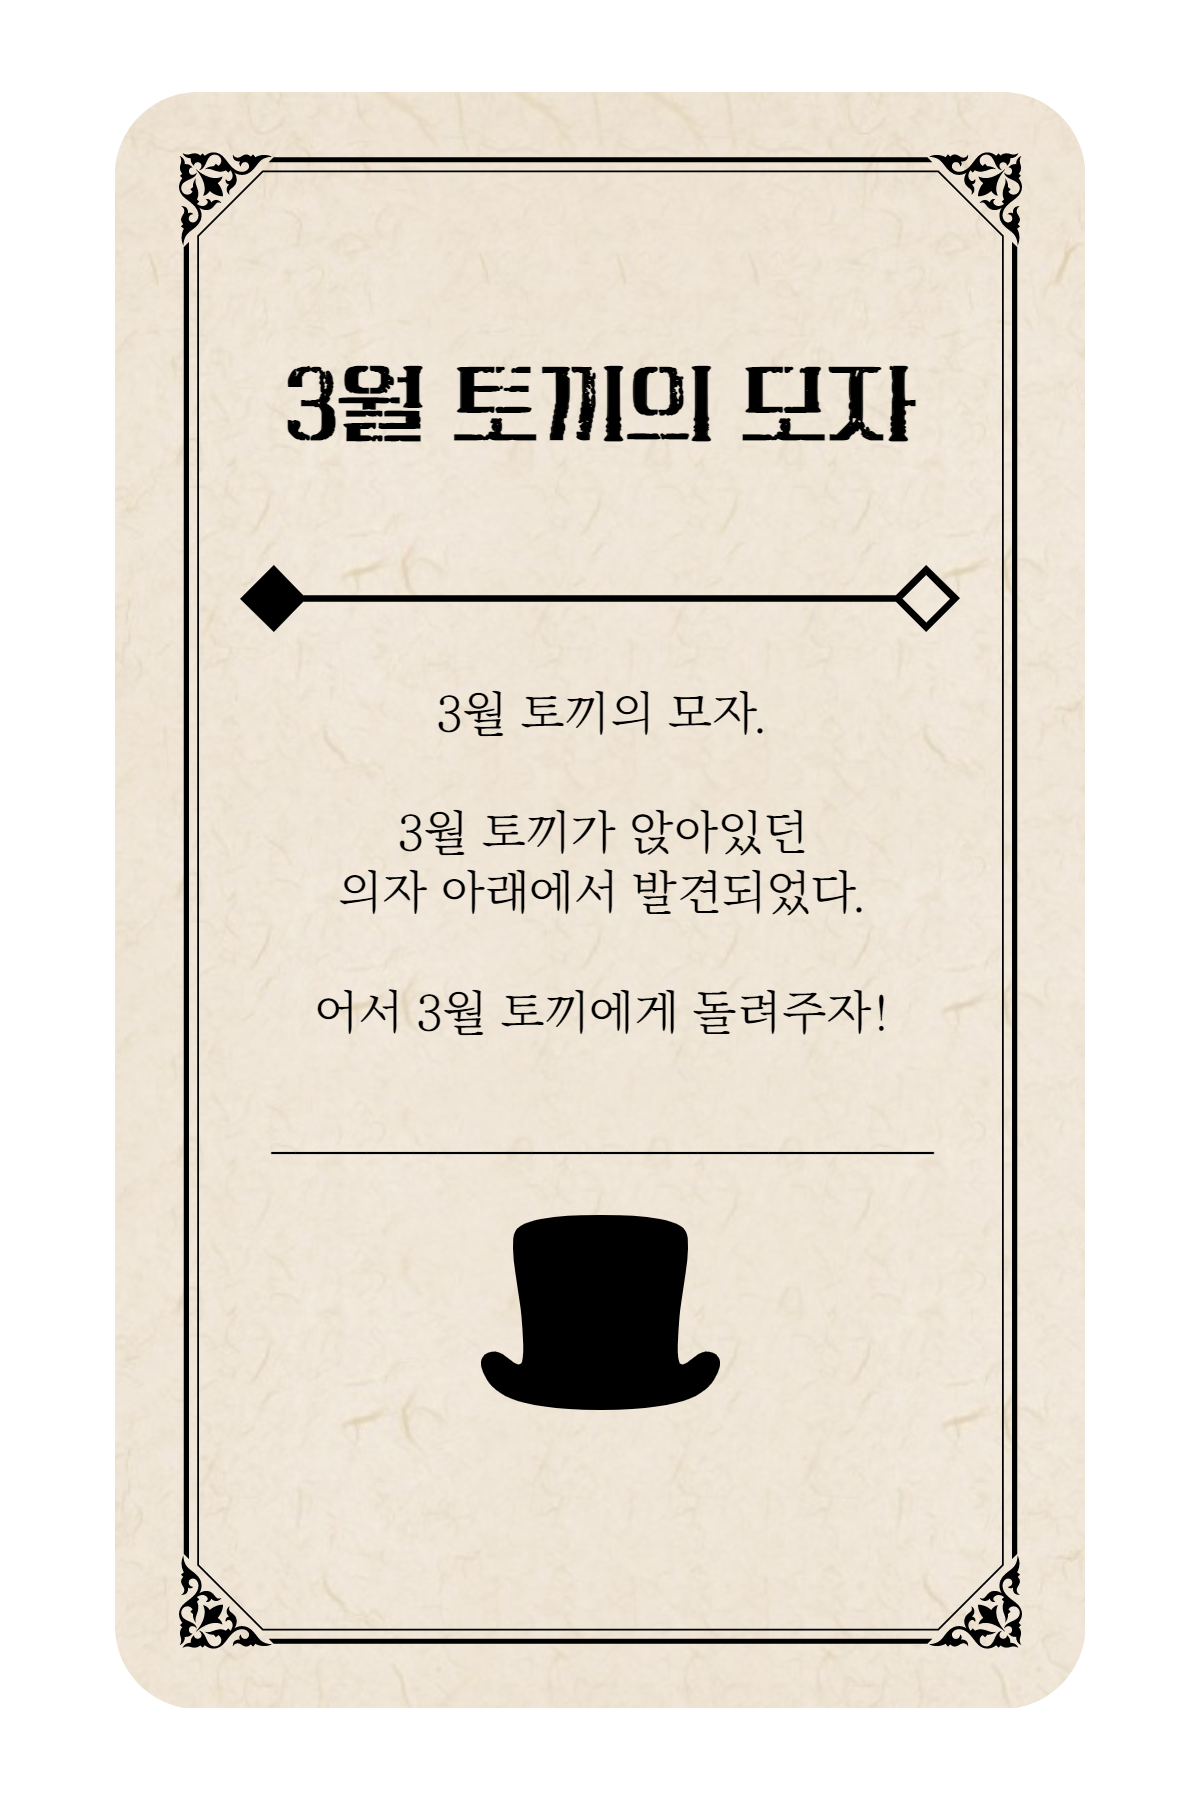 3월 토끼의 모자
3월 토끼의 모자.
3월 토끼가 앉아있던
의자 아래에서 발견되었다.
어서 3월 토끼에게 돌려주자!